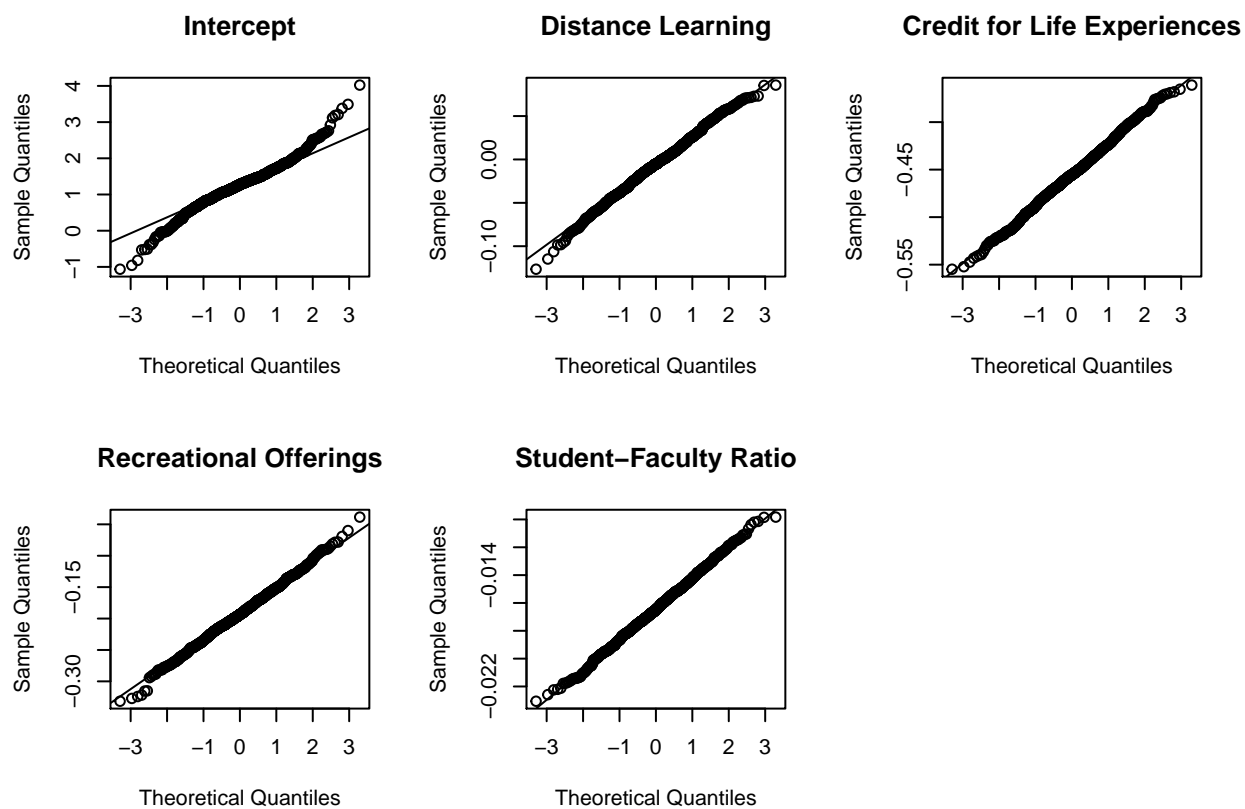 Intercept
Sample Quantiles
4
3
2
1
0
−1
−3 −1 0 1 2 3
Theoretical Quantiles
Distance Learning
Sample Quantiles
0.00
−0.10
−3 −1 0 1 2 3
Theoretical Quantiles
Credit for Life Experiences
Sample Quantiles
−0.45
−0.55
−3 −1 0 1 2 3
Theoretical Quantiles
Recreational Offerings
Sample Quantiles
−0.15
−0.30
−3 −1 0 1 2 3
Theoretical Quantiles
Student−Faculty Ratio
Sample Quantiles
−0.014
−0.022
−3 −1 0 1 2 3
Theoretical Quantiles